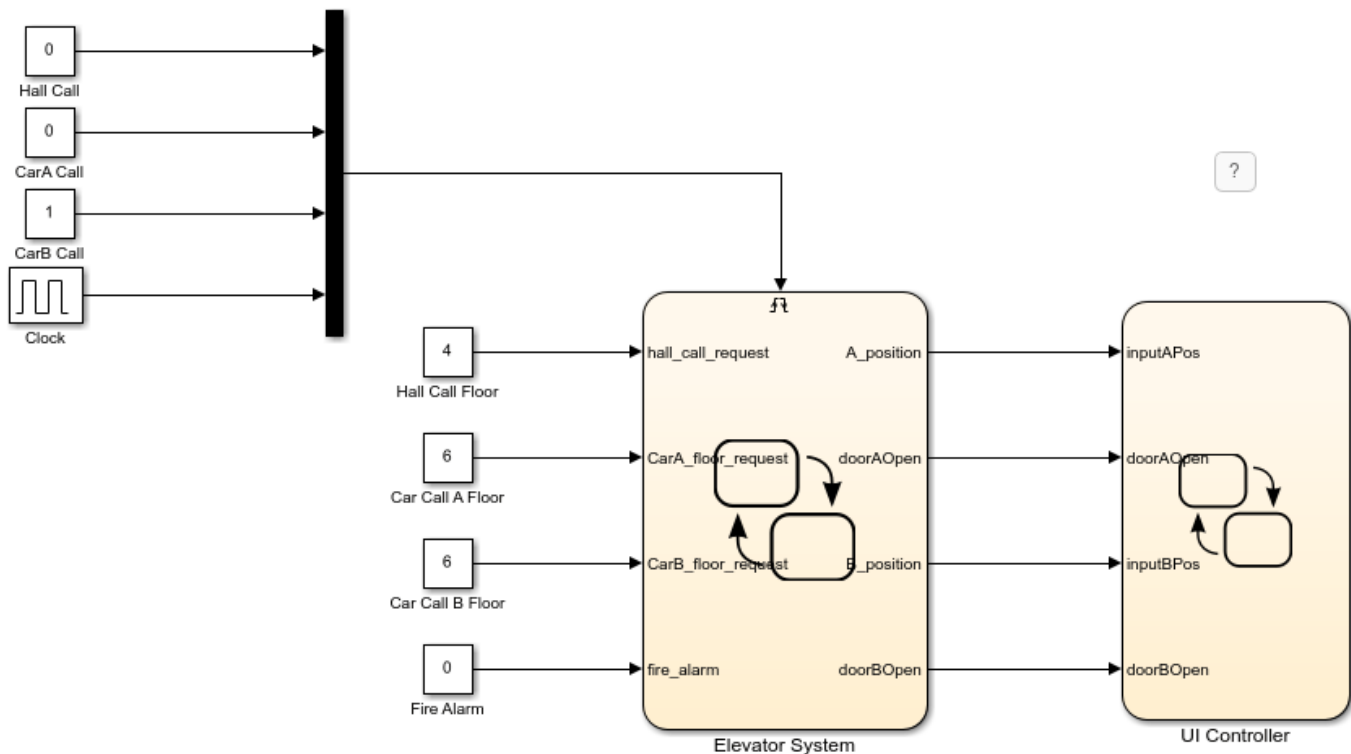 0
Hall Call
0
CarA Call
1
CarB Call
Clock
?
4
Hall Call Floor
6
Car Call A Floor
6
Car Call B Floor
0
Fire Alarm
hall_call_request
A_position
CarA_floor_request
doorAOpen
CarB_floor_request
B_position
fire_alarm
doorBOpen
Elevator System
inputAPos
doorAOpen
inputBPos
doorBOpen
UI Controller